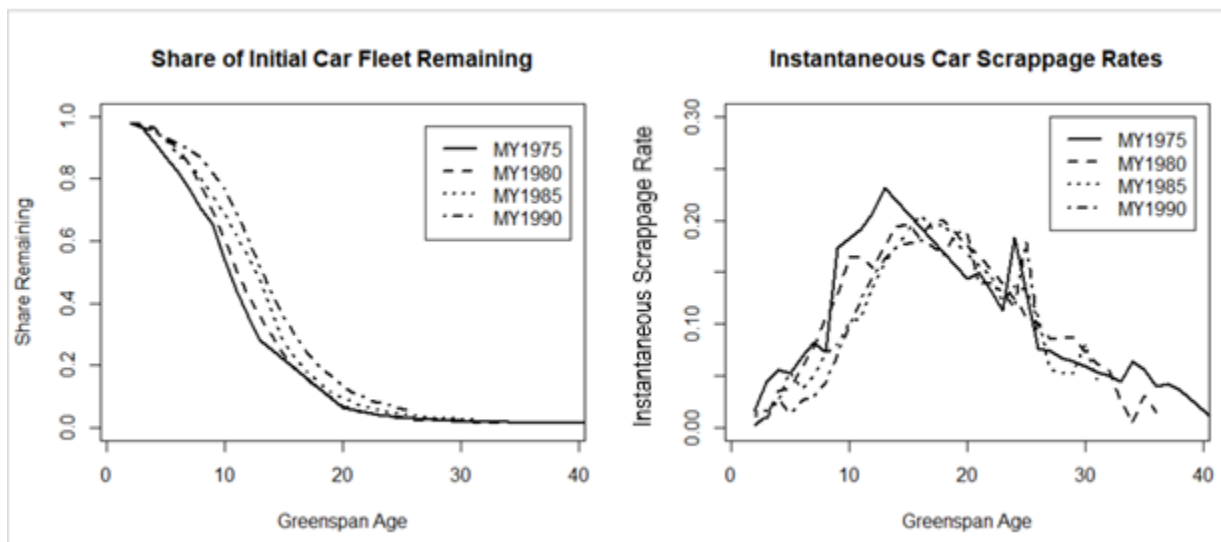 Share of Initial Car Fleet Remaining
Share Remaining
1.0
0.8
0.6
0.4
0.2
0.0
MY1975
MY1980
MY1985
MY1990
0 10 20 30 40
Greenspan Age
Instantaneous Car Scrappage Rates
Instantaneous Scrappage Rate
0.30
0.20
0.10
0.00
MY1975
MY1980
MY1985
MY1990
0 10 20 30 40
Greenspan Age